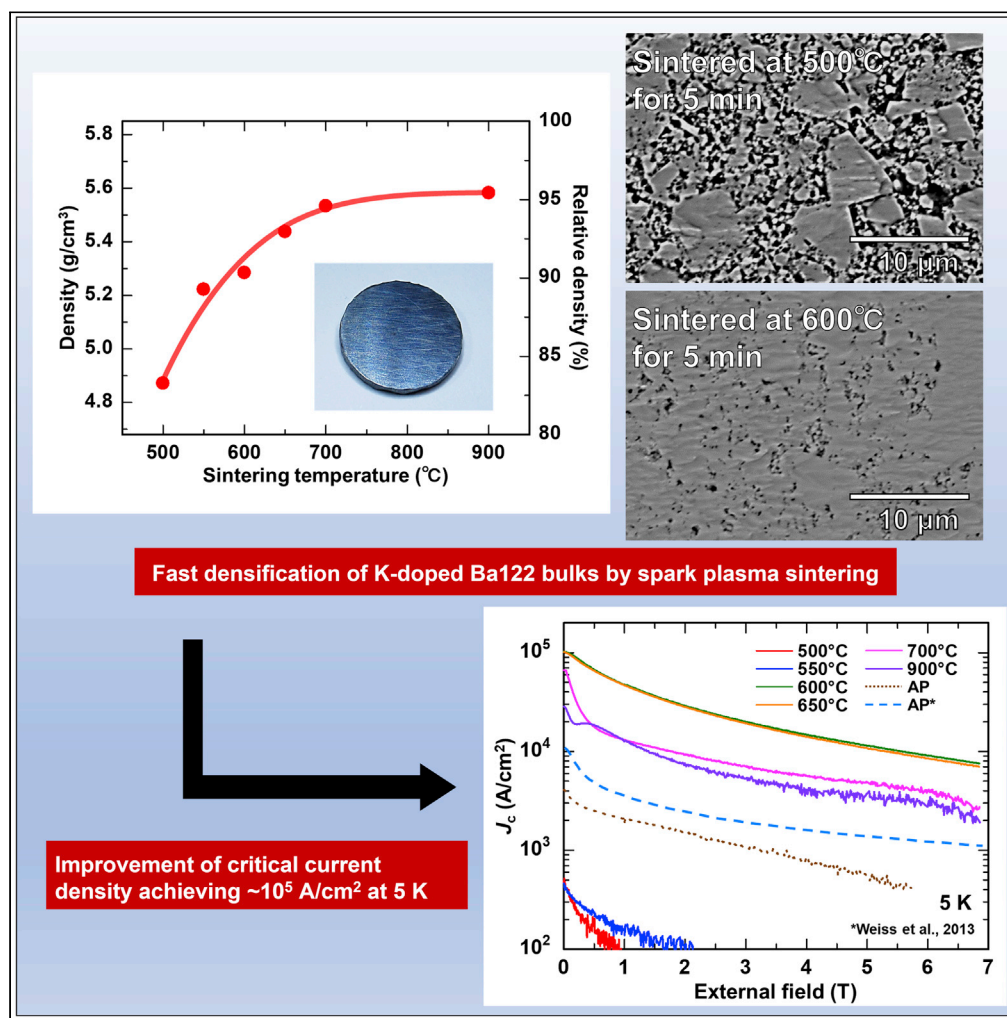 Sintered at 500℃
for 5 min
10 μm
5.8
5.6
5.4
5.2
5.0
4.8
Density (g/cm³)
100
95
90
85
80
Relative density (%)
500 600 700 800 900
Sintering temperature (℃)
Sintered at 600℃
for 5 min
10 μm
Fast densification of K-doped Ba122 bulks by spark plasma sintering
Improvement of critical current
density achieving ~10⁵ A/cm² at 5 K
10⁵
10⁴
10³
10²
Jc (A/cm²)
500°C 700°C
550°C 900°C
600°C AP
650°C AP*
5 K
*Weiss et al., 2013
0 1 2 3 4 5 6 7
External field (T)